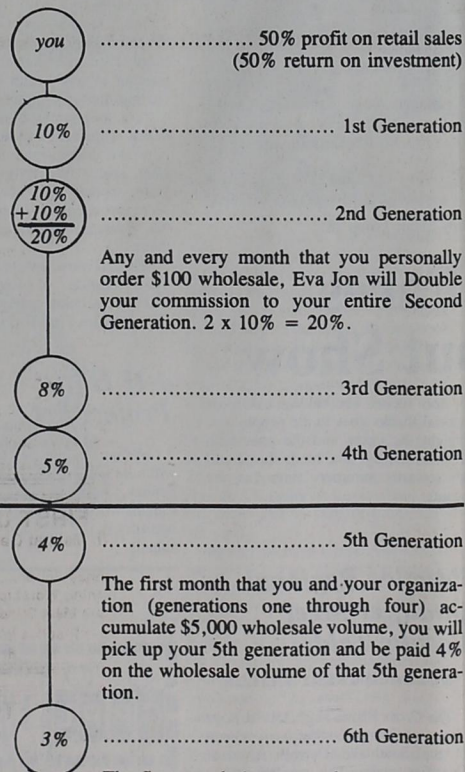 you ........................ 50% profit on retail sales
(50% return on investment)
10% .................................. 1st Generation
10%
+10%
20% ................................. 2nd Generation
Any and every month that you personally
order $100 wholesale, Eva Jon will Double
your commission to your entire Second
Generation. 2 x 10% = 20%.
8% .................................. 3rd Generation
5% .................................. 4th Generation
4% .................................. 5th Generation
The first month that you and your organiza-
tion (generations one through four) ac-
cumulate $5,000 wholesale volume, you will
pick up your 5th generation and be paid 4%
on the wholesale volume of that 5th genera-
tion.
3% .................................. 6th Generation